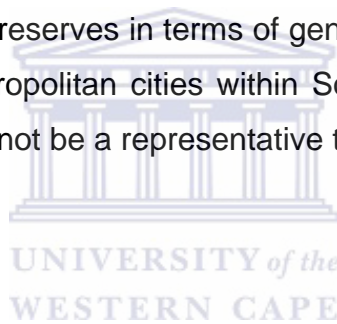 reserves in terms of gen
ropolitan cities within So
not be a representative t
UNIVERSITY of the
WESTERN CAPE